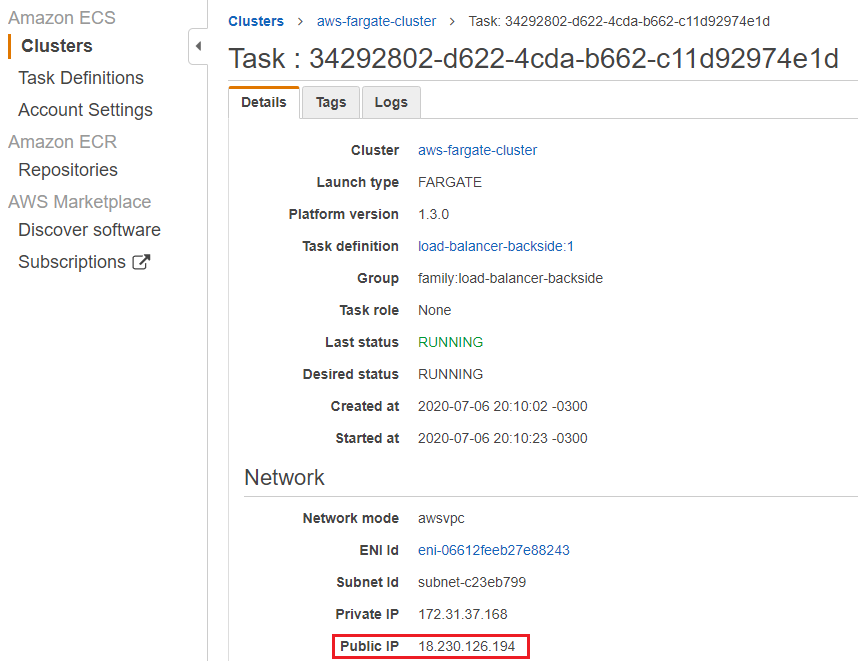 Amazon ECS
Clusters
Task Definitions
Account Settings
Amazon ECR
Repositories
AWS Marketplace
Discover software
Subscriptions
Clusters > aws-fargate-cluster > Task: 34292802-d622-4cda-b662-c11d92974e1d
Task : 34292802-d622-4cda-b662-c11d92974e1d
Details Tags Logs
Cluster aws-fargate-cluster
Launch type FARGATE
Platform version 1.3.0
Task definition load-balancer-backside:1
Group family:load-balancer-backside
Task role None
Last status RUNNING
Desired status RUNNING
Created at 2020-07-06 20:10:02 -0300
Started at 2020-07-06 20:10:23 -0300
Network
Network mode awsvpc
ENI Id eni-06612feeb27e88243
Subnet Id subnet-c23eb799
Private IP 172.31.37.168
Public IP 18.230.126.194